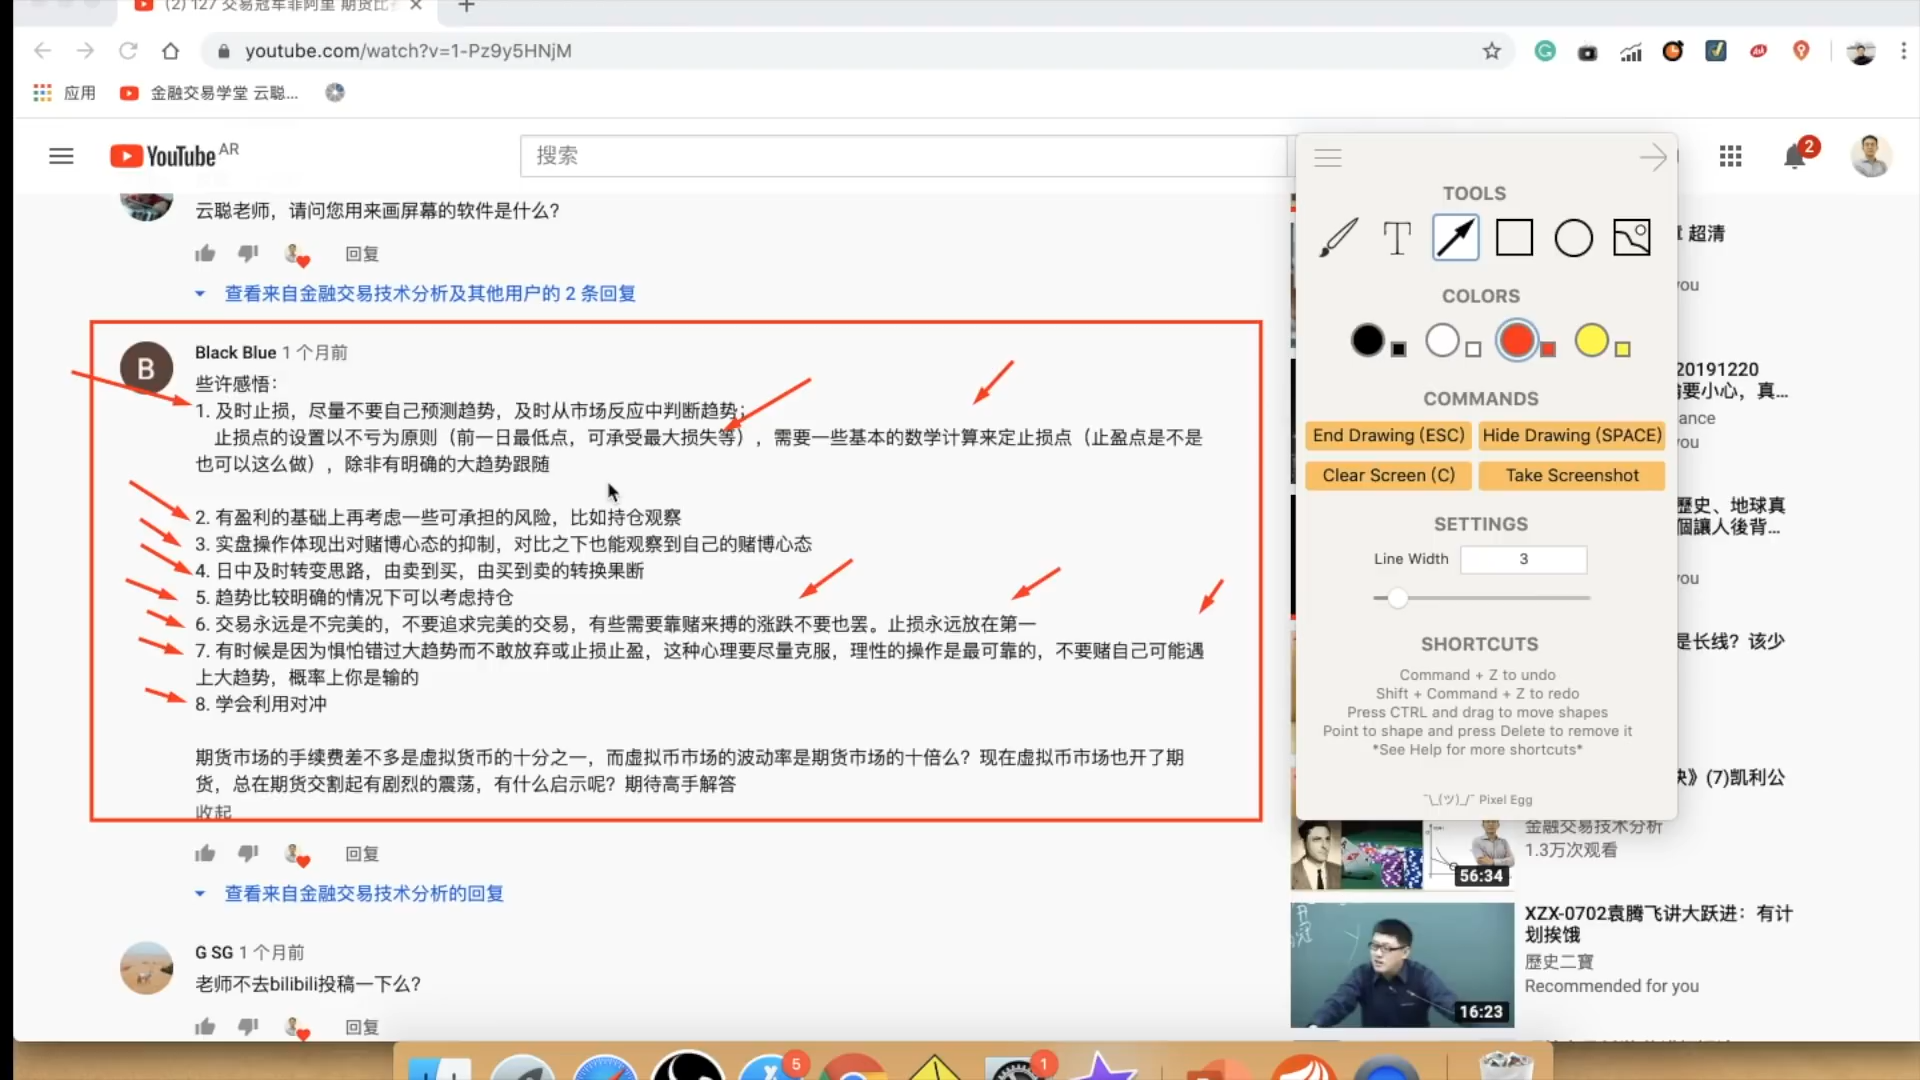 (2) 127 交易冠军菲阿里 期货比
youtube.com/watch?v=1-Pz9y5HNjM
应用
金融交易学堂 云聪...
YouTube AR
搜索
2
云聪老师，请问您用来画屏幕的软件是什么？
回复
查看来自金融交易技术分析及其他用户的 2 条回复
B
Black Blue 1 个月前
些许感悟：
1. 及时止损，尽量不要自己预测趋势，及时从市场反应中判断趋势；
止损点的设置以不亏为原则（前一日最低点，可承受最大损失等），需要一些基本的数学计算来定止损点（止盈点是不是
也可以这么做），除非有明确的大趋势跟随
2. 有盈利的基础上再考虑一些可承担的风险，比如持仓观察
3. 实盘操作体现出对赌博心态的抑制，对比之下也能观察到自己的赌博心态
4. 日中及时转变思路，由卖到买，由买到卖的转换果断
5. 趋势比较明确的情况下可以考虑持仓
6. 交易永远是不完美的，不要追求完美的交易，有些需要靠赌来搏的涨跌不要也罢。止损永远放在第一
7. 有时候是因为惧怕错过大趋势而不敢放弃或止损止盈，这种心理要尽量克服，理性的操作是最可靠的，不要赌自己可能遇
上大趋势，概率上你是输的
8. 学会利用对冲
期货市场的手续费差不多是虚拟货币的十分之一，而虚拟币市场的波动率是期货市场的十倍么？现在虚拟币市场也开了期
货，总在期货交割起有剧烈的震荡，有什么启示呢？期待高手解答
收起
回复
查看来自金融交易技术分析的回复
G SG 1 个月前
老师不去bilibili投稿一下么？
回复
TOOLS
T
COLORS
COMMANDS
End Drawing (ESC)
Hide Drawing (SPACE)
Clear Screen (C)
Take Screenshot
SETTINGS
Line Width
3
SHORTCUTS
Command + Z to undo
Shift + Command + Z to redo
Press CTRL and drag to move shapes
Point to shape and press Delete to remove it
*See Help for more shortcuts*
¯\_(ツ)_/¯ Pixel Egg
超清
you
20191220
要小心，真...
ance
you
歷史、地球真
個讓人後背...
you
是长线？该少
》(7)凯利公
金融交易技术分析
1.3万次观看
56:34
XZX-0702袁腾飞讲大跃进：有计
划挨饿
歷史二寶
Recommended for you
16:23
5
1